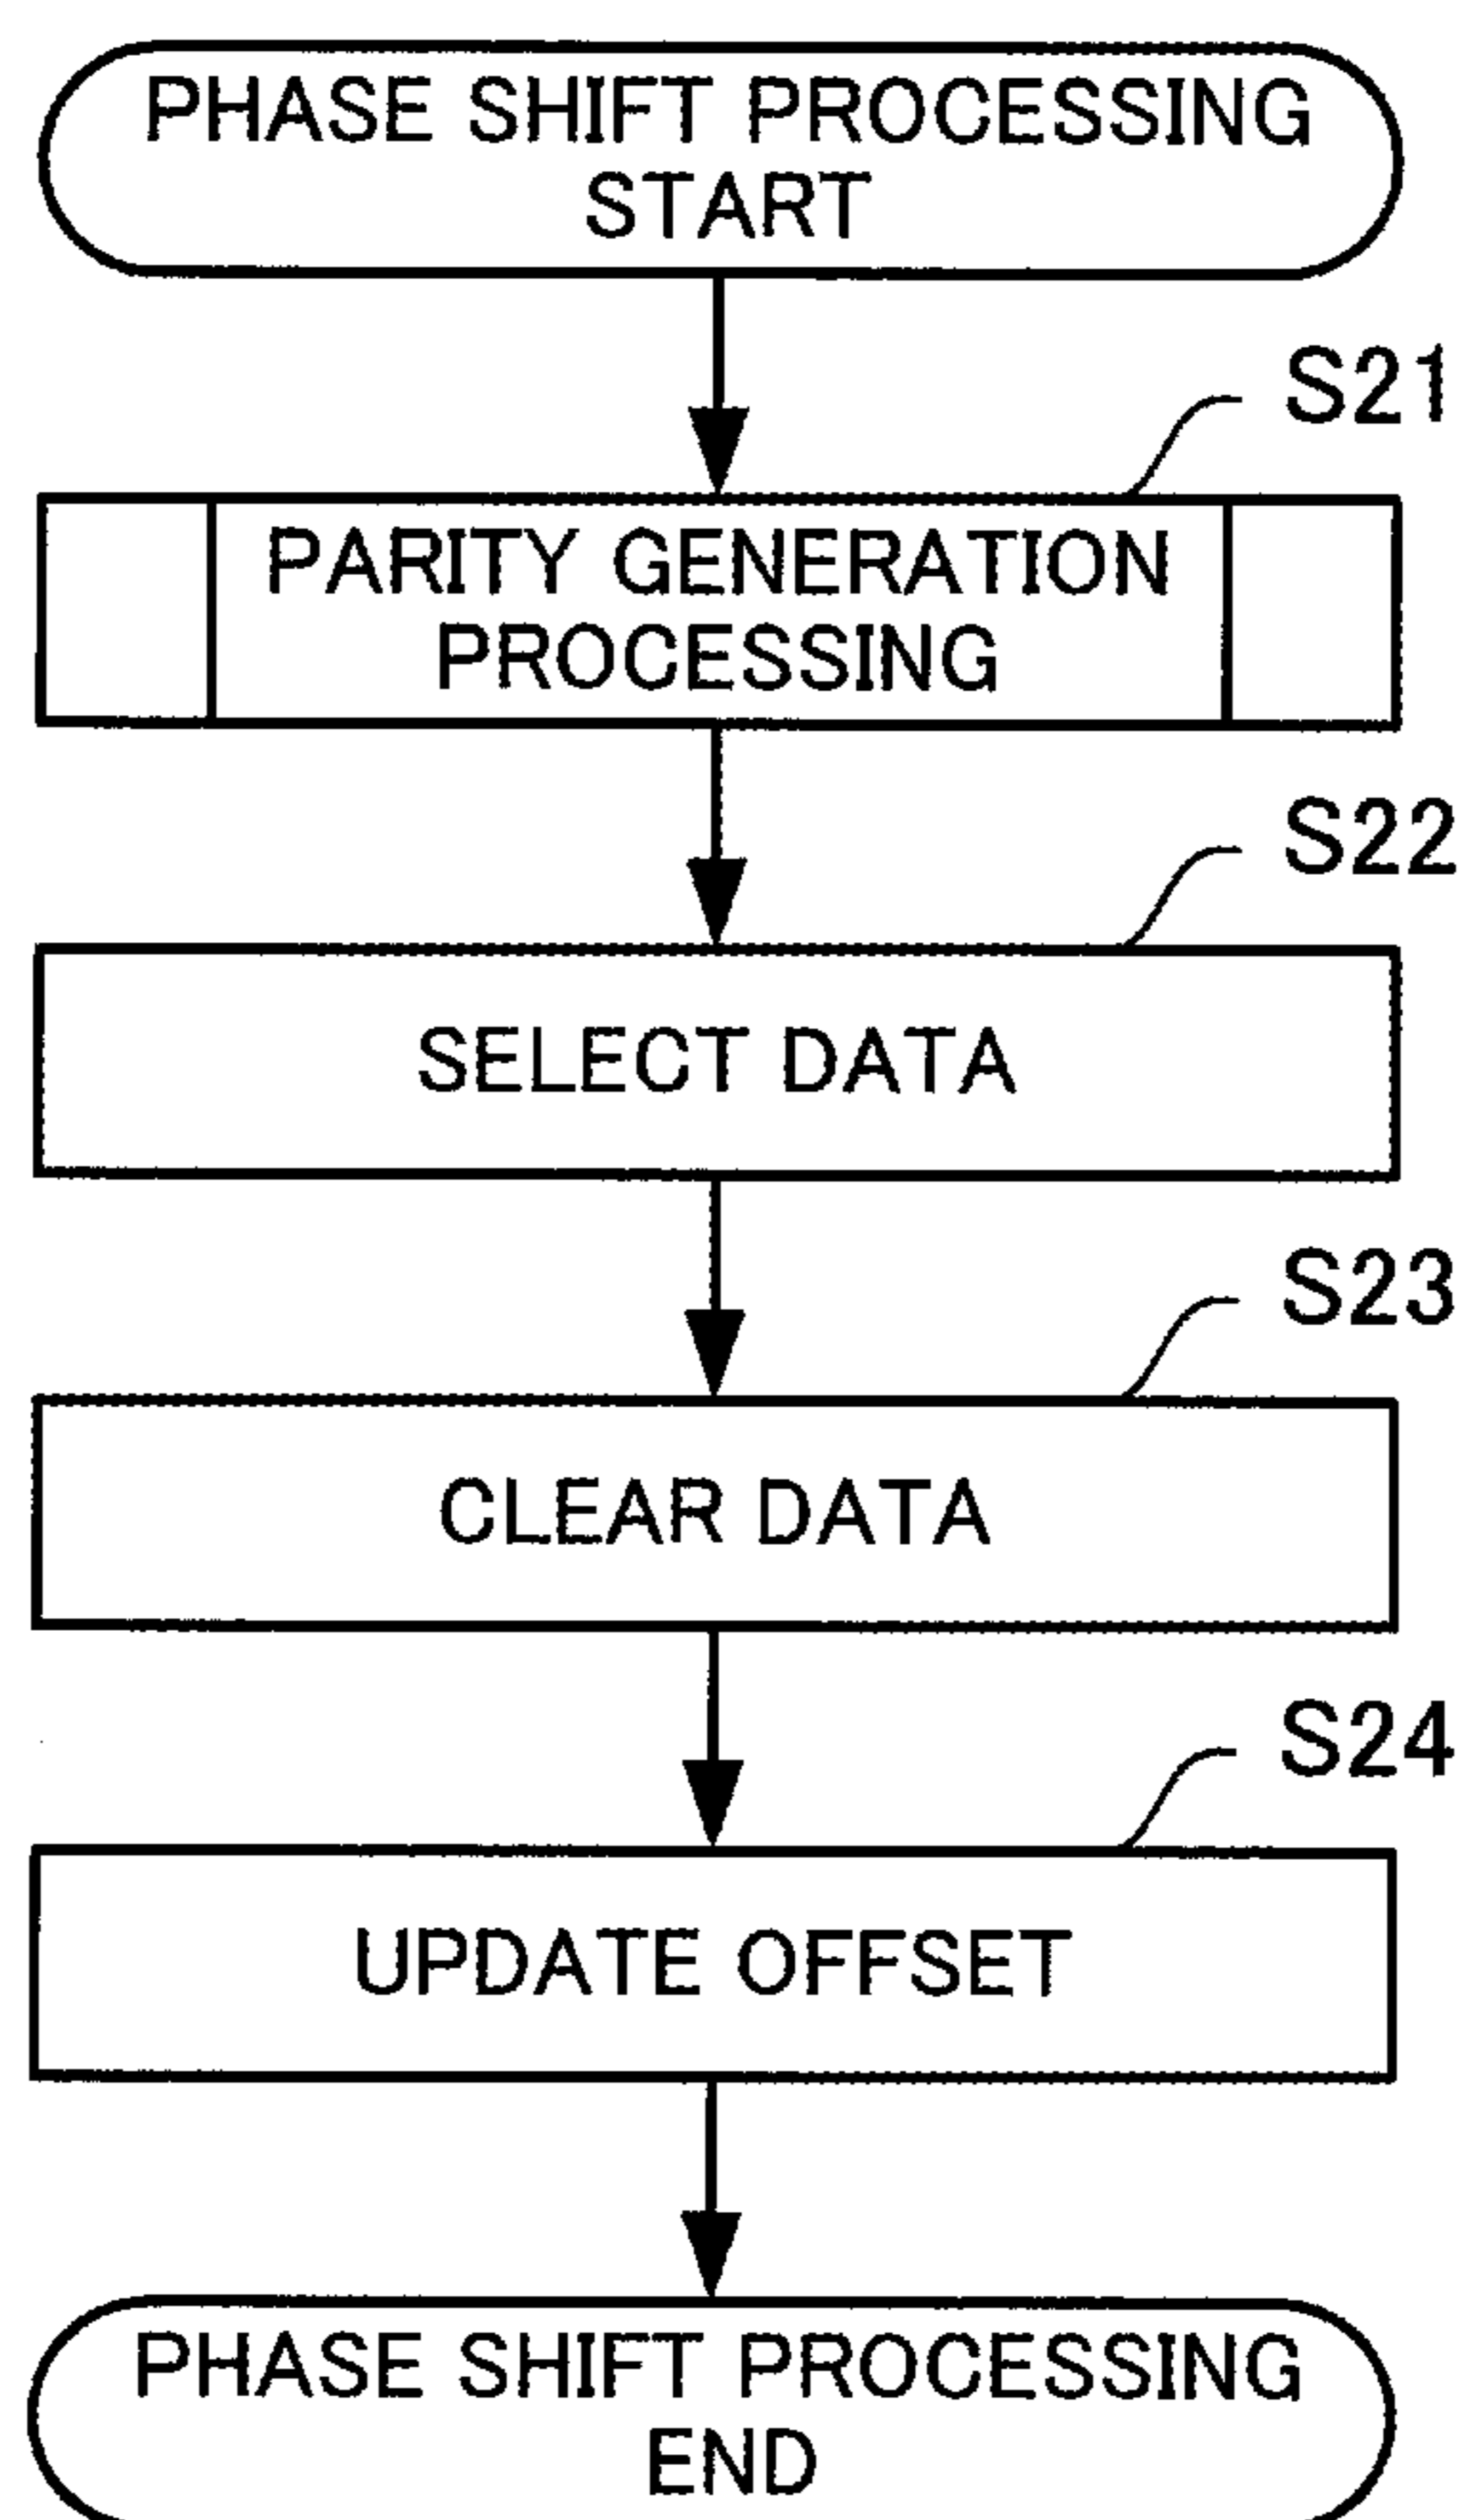 PHASE SHIFT PROCESSING
START
S21
PARITY GENERATION
PROCESSING
S22
SELECT DATA
S23
CLEAR DATA
S24
UPDATE OFFSET
PHASE SHIFT PROCESSING
END